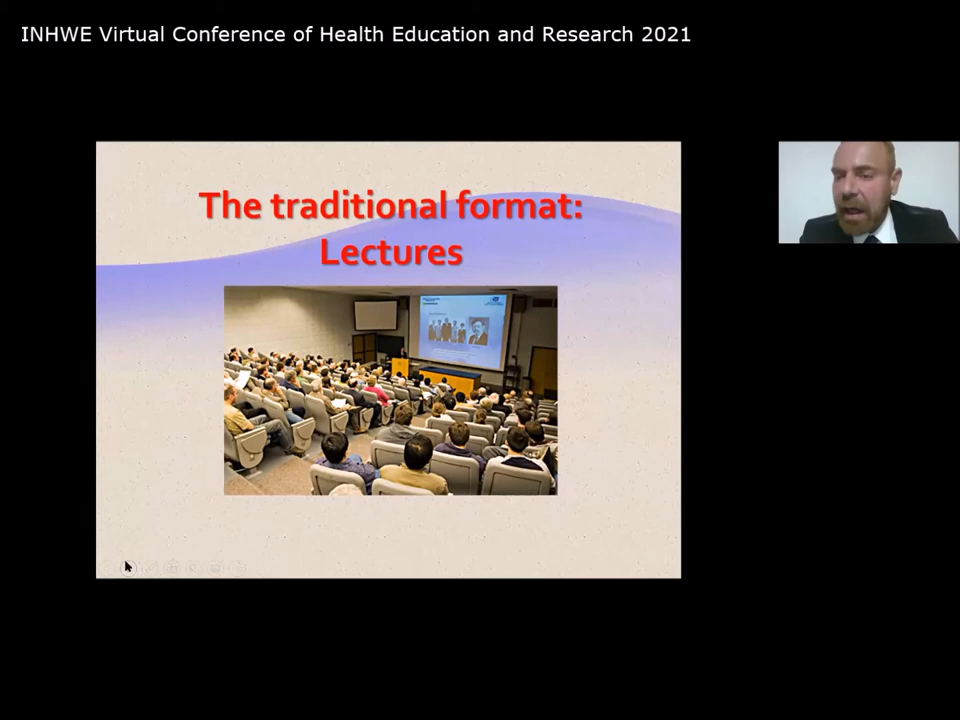 INHWE Virtual Conference of Health Education and Research 2021
The traditional format:
Lectures